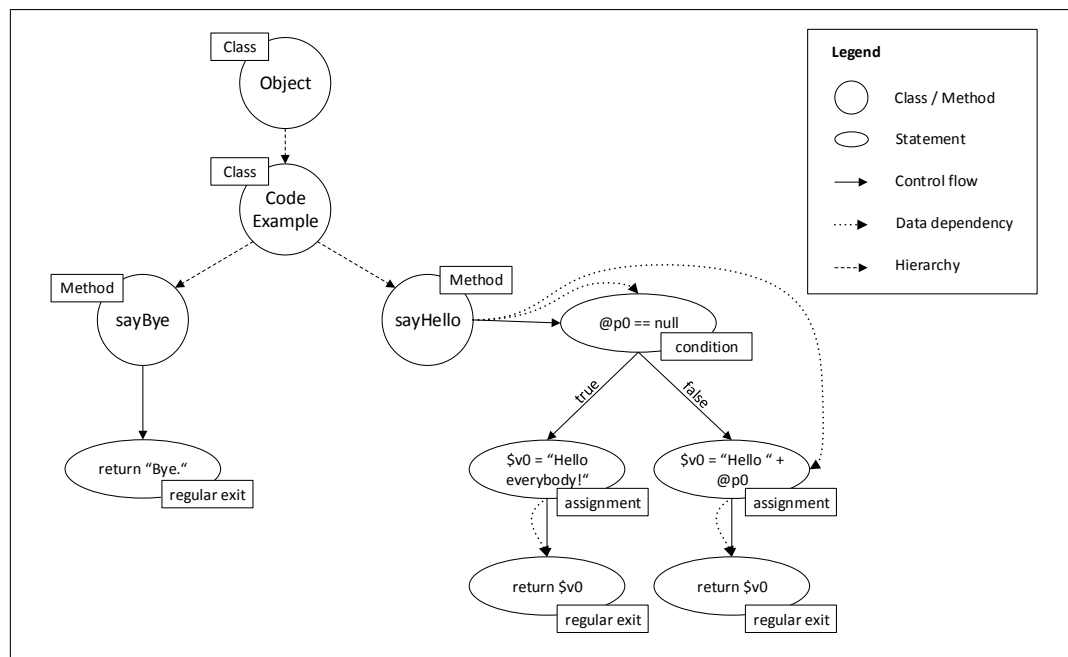 Class
Object
Class
Code
Example
Method
sayBye
Method
sayHello
@p0 == null
condition
true
false
return “Bye.“
regular exit
$v0 = “Hello
everybody!“
assignment
$v0 = “Hello “ +
@p0
assignment
return $v0
regular exit
return $v0
regular exit
Legend
Class / Method
Statement
Control flow
Data dependency
Hierarchy